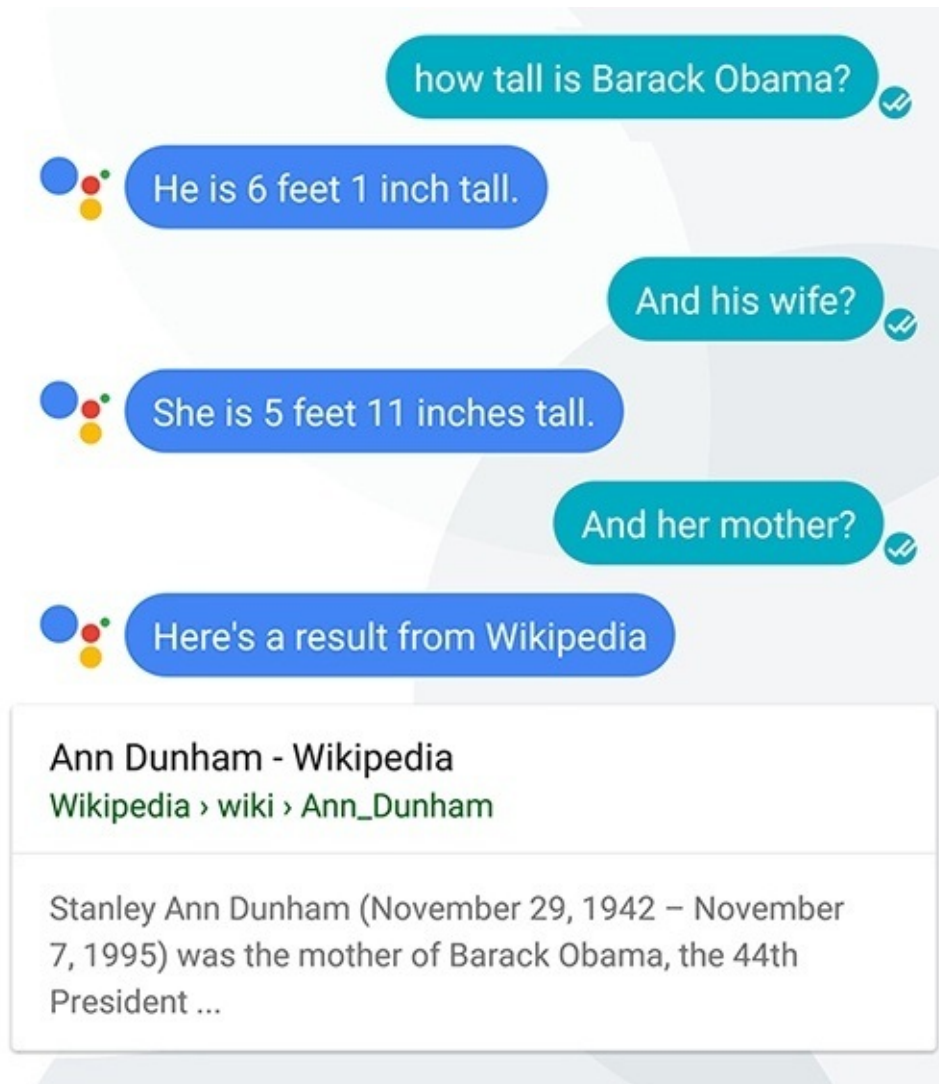 how tall is Barack Obama?
He is 6 feet 1 inch tall.
And his wife?
She is 5 feet 11 inches tall.
And her mother?
Here's a result from Wikipedia
Ann Dunham - Wikipedia
Wikipedia › wiki › Ann_Dunham
Stanley Ann Dunham (November 29, 1942 – November
7, 1995) was the mother of Barack Obama, the 44th
President ...